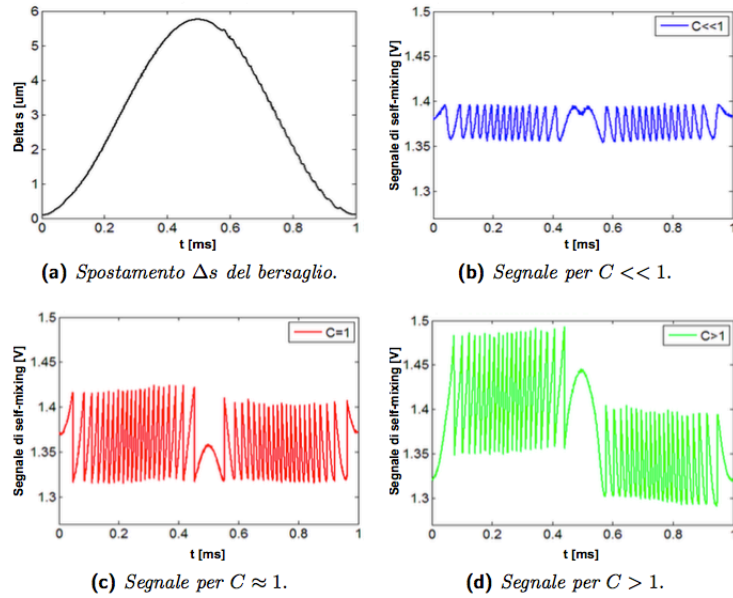 6
5
4
3
2
1
0
0 0.2 0.4 0.6 0.8 1
Delta s [um]
t [ms]
(a) Spostamento Δs del bersaglio.
1.5
1.4
1.3
0 0.2 0.4 0.6 0.8 1
Segnale di self-mixing [V]
C<<1
t [ms]
(b) Segnale per C << 1.
1.5
1.45
1.4
1.35
1.3
0 0.2 0.4 0.6 0.8 1
Segnale di self-mixing [V]
C=1
t [ms]
(c) Segnale per C ≈ 1.
1.5
1.45
1.4
1.35
1.3
0 0.2 0.4 0.6 0.8 1
Segnale di self-mixing [V]
C>1
t [ms]
(d) Segnale per C > 1.